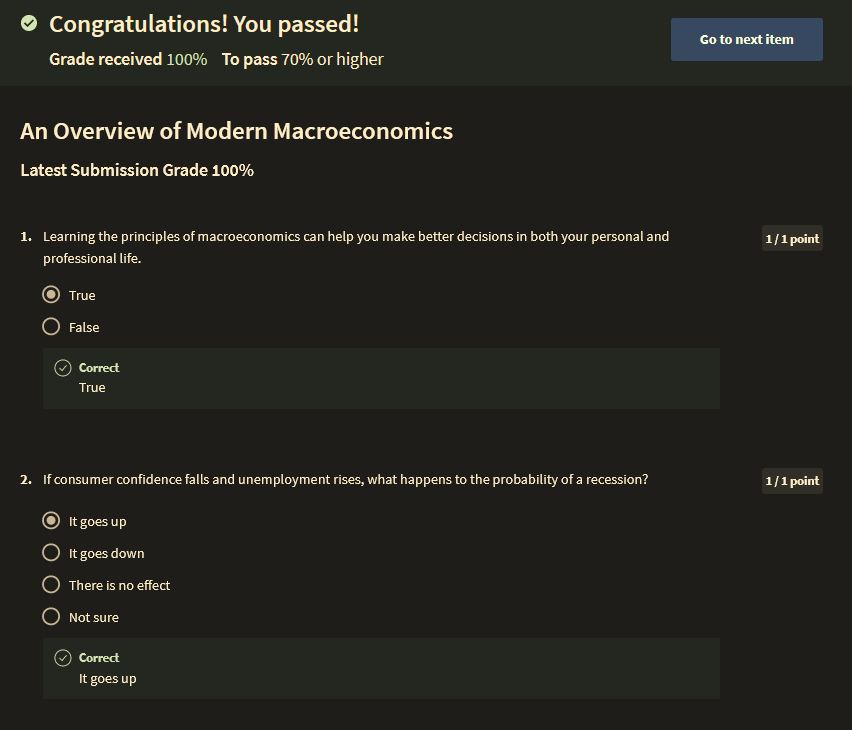 Congratulations! You passed!
Grade received 100% To pass 70% or higher
Go to next item
An Overview of Modern Macroeconomics
Latest Submission Grade 100%
1. Learning the principles of macroeconomics can help you make better decisions in both your personal and
professional life.
1 / 1 point
True
False
Correct
True
2. If consumer confidence falls and unemployment rises, what happens to the probability of a recession?
1 / 1 point
It goes up
It goes down
There is no effect
Not sure
Correct
It goes up